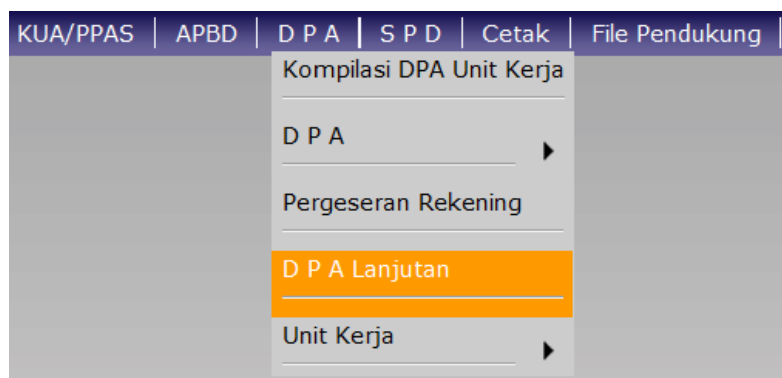 KUA/PPAS | APBD | D P A | S P D | Cetak | File Pendukung |
Kompilasi DPA Unit Kerja
D P A
Pergeseran Rekening
D P A Lanjutan
Unit Kerja